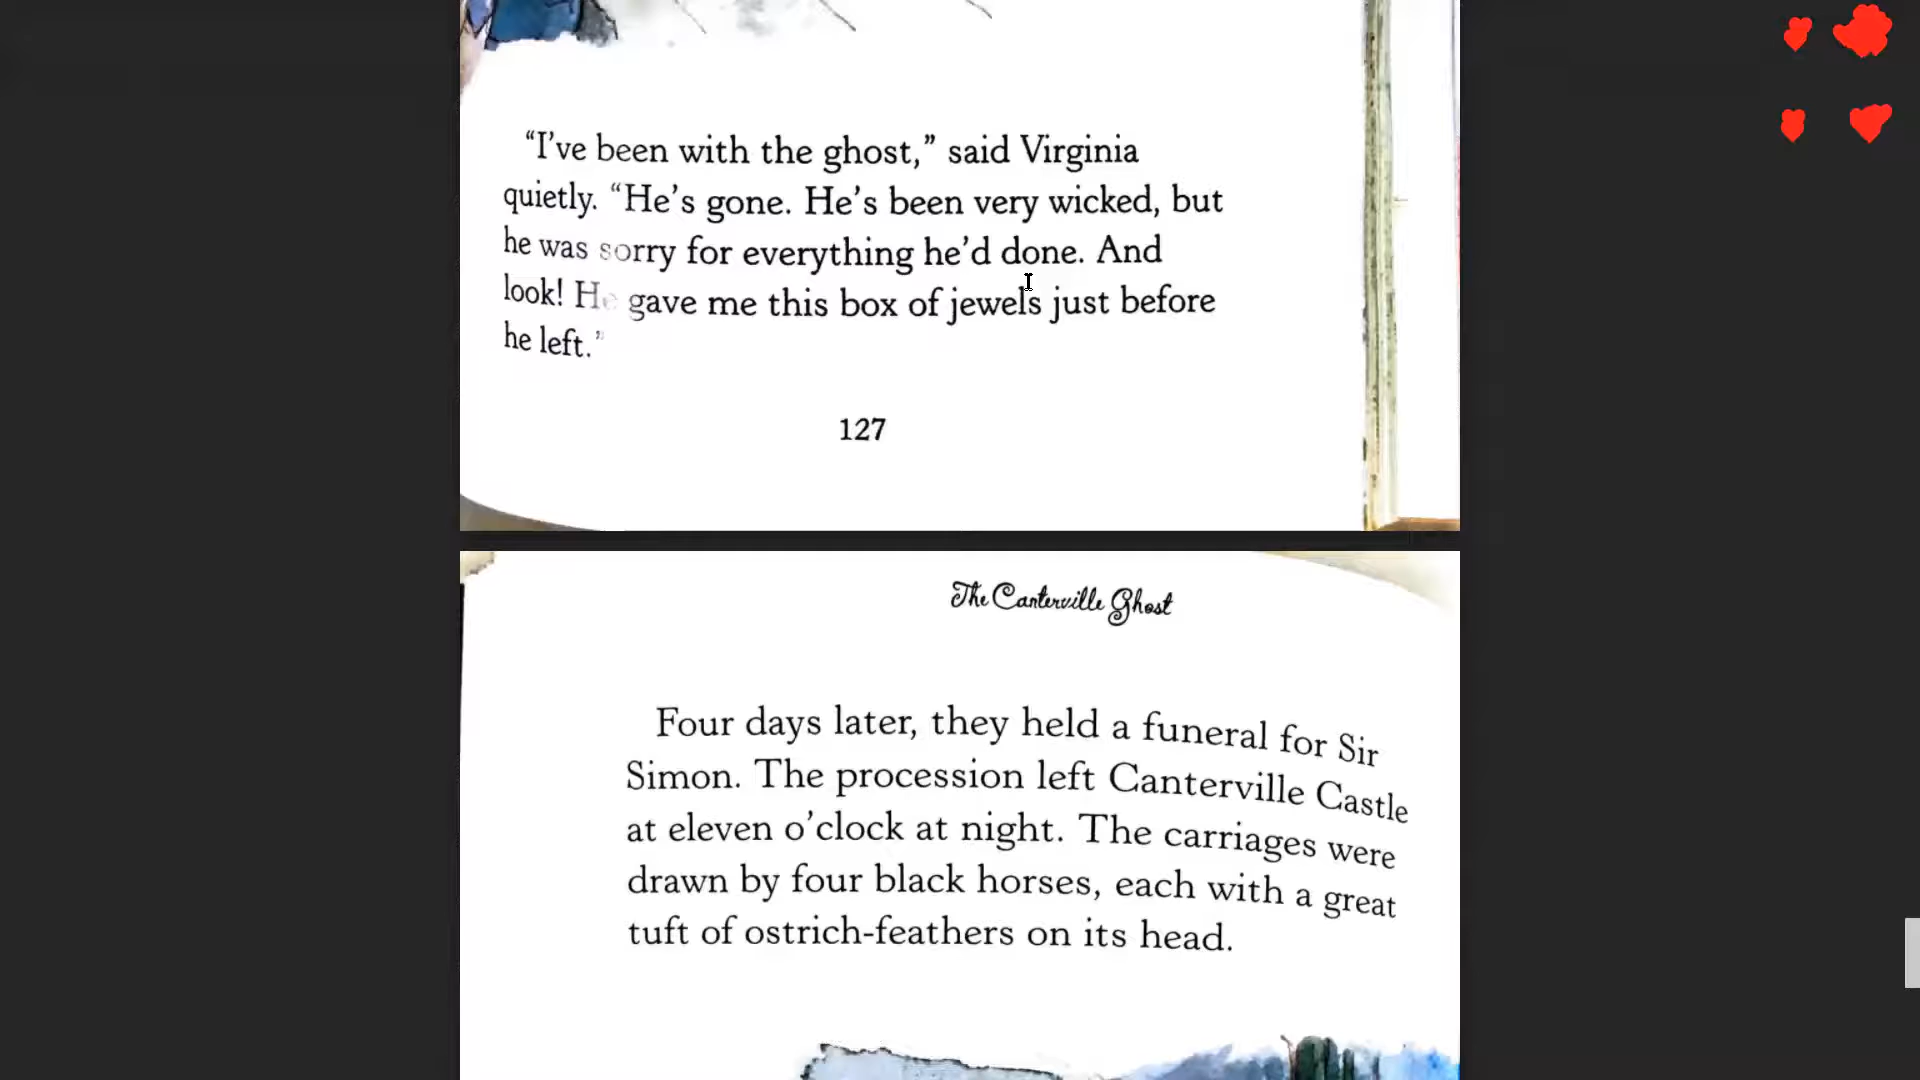 “I’ve been with the ghost,” said Virginia
quietly. “He’s gone. He’s been very wicked, but
he was sorry for everything he’d done. And
look! He gave me this box of jewels just before
he left.”
127
The Canterville Ghost
Four days later, they held a funeral for Sir
Simon. The procession left Canterville Castle
at eleven o’clock at night. The carriages were
drawn by four black horses, each with a great
tuft of ostrich-feathers on its head.